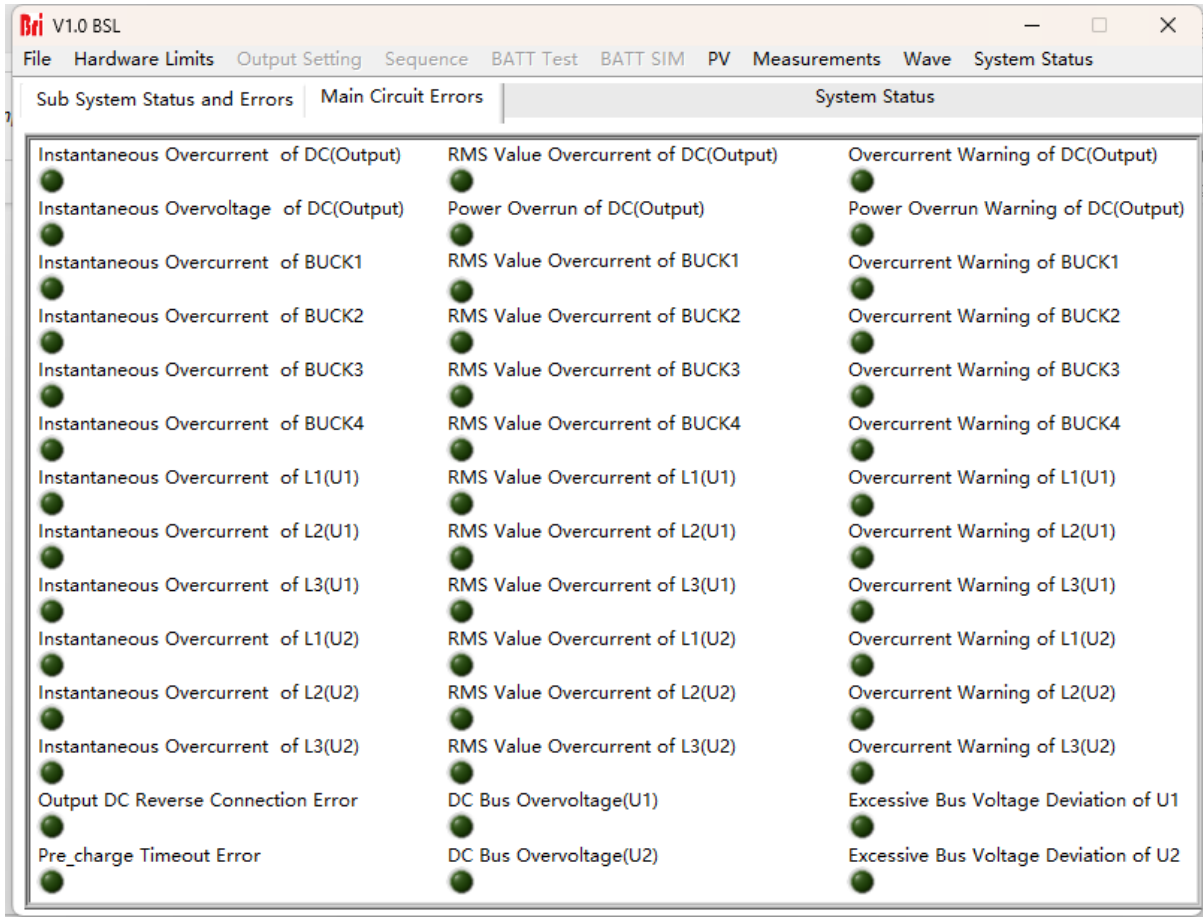 Bri V1.0 BSL
File Hardware Limits Output Setting Sequence BATT Test BATT SIM PV Measurements Wave System Status
Sub System Status and Errors Main Circuit Errors System Status
Instantaneous Overcurrent of DC(Output) RMS Value Overcurrent of DC(Output) Overcurrent Warning of DC(Output)
Instantaneous Overvoltage of DC(Output) Power Overrun of DC(Output) Power Overrun Warning of DC(Output)
Instantaneous Overcurrent of BUCK1 RMS Value Overcurrent of BUCK1 Overcurrent Warning of BUCK1
Instantaneous Overcurrent of BUCK2 RMS Value Overcurrent of BUCK2 Overcurrent Warning of BUCK2
Instantaneous Overcurrent of BUCK3 RMS Value Overcurrent of BUCK3 Overcurrent Warning of BUCK3
Instantaneous Overcurrent of BUCK4 RMS Value Overcurrent of BUCK4 Overcurrent Warning of BUCK4
Instantaneous Overcurrent of L1(U1) RMS Value Overcurrent of L1(U1) Overcurrent Warning of L1(U1)
Instantaneous Overcurrent of L2(U1) RMS Value Overcurrent of L2(U1) Overcurrent Warning of L2(U1)
Instantaneous Overcurrent of L3(U1) RMS Value Overcurrent of L3(U1) Overcurrent Warning of L3(U1)
Instantaneous Overcurrent of L1(U2) RMS Value Overcurrent of L1(U2) Overcurrent Warning of L1(U2)
Instantaneous Overcurrent of L2(U2) RMS Value Overcurrent of L2(U2) Overcurrent Warning of L2(U2)
Instantaneous Overcurrent of L3(U2) RMS Value Overcurrent of L3(U2) Overcurrent Warning of L3(U2)
Output DC Reverse Connection Error DC Bus Overvoltage(U1) Excessive Bus Voltage Deviation of U1
Pre_charge Timeout Error DC Bus Overvoltage(U2) Excessive Bus Voltage Deviation of U2